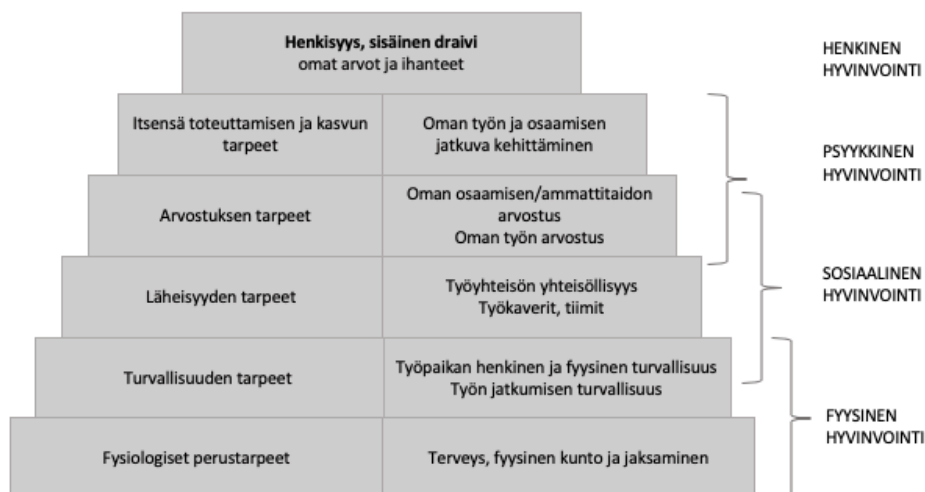 Henkisyys, sisäinen draivi
omat arvot ja ihanteet
HENKINEN
HYVINVOINTI
Itsensä toteuttamisen ja kasvun
tarpeet
Oman työn ja osaamisen
jatkuva kehittäminen
PSYYKKINEN
HYVINVOINTI
Arvostuksen tarpeet
Oman osaamisen/ammattitaidon
arvostus
Oman työn arvostus
Läheisyyden tarpeet
Työyhteisön yhteisöllisyys
Työkaverit, tiimit
SOSIAALINEN
HYVINVOINTI
Turvallisuuden tarpeet
Työpaikan henkinen ja fyysinen turvallisuus
Työn jatkumisen turvallisuus
FYYSINEN
HYVINVOINTI
Fysiologiset perustarpeet
Terveys, fyysinen kunto ja jaksaminen